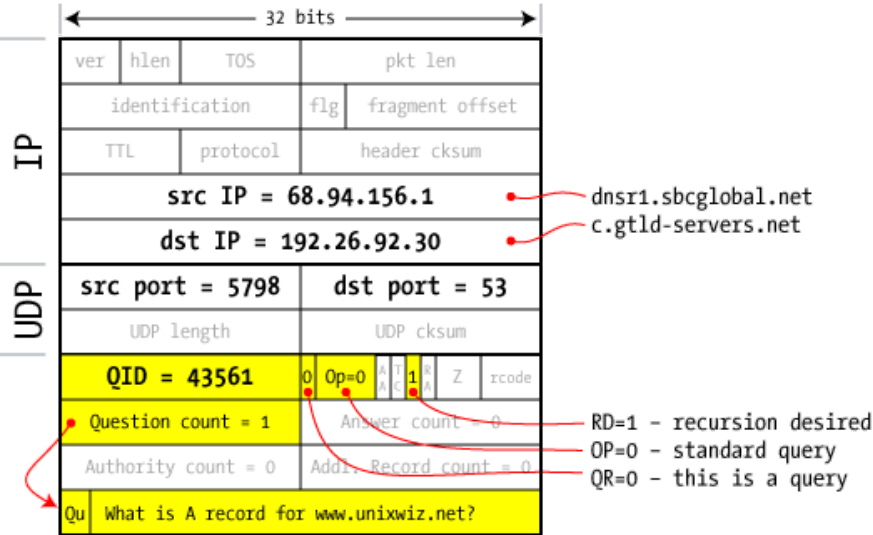 32 bits
IP
ver hlen TOS pkt len
identification flg fragment offset
TTL protocol header cksum
src IP = 68.94.156.1
dnsr1.sbcglobal.net
dst IP = 192.26.92.30
c.gtld-servers.net
UDP
src port = 5798 dst port = 53
UDP length UDP cksum
QID = 43561 0 Op=0 AA TC 1 RA Z rcode
Question count = 1 Answer count = 0
RD=1 – recursion desired
OP=0 – standard query
Authority count = 0 Addl. Record count = 0
QR=0 – this is a query
Qu What is A record for www.unixwiz.net?